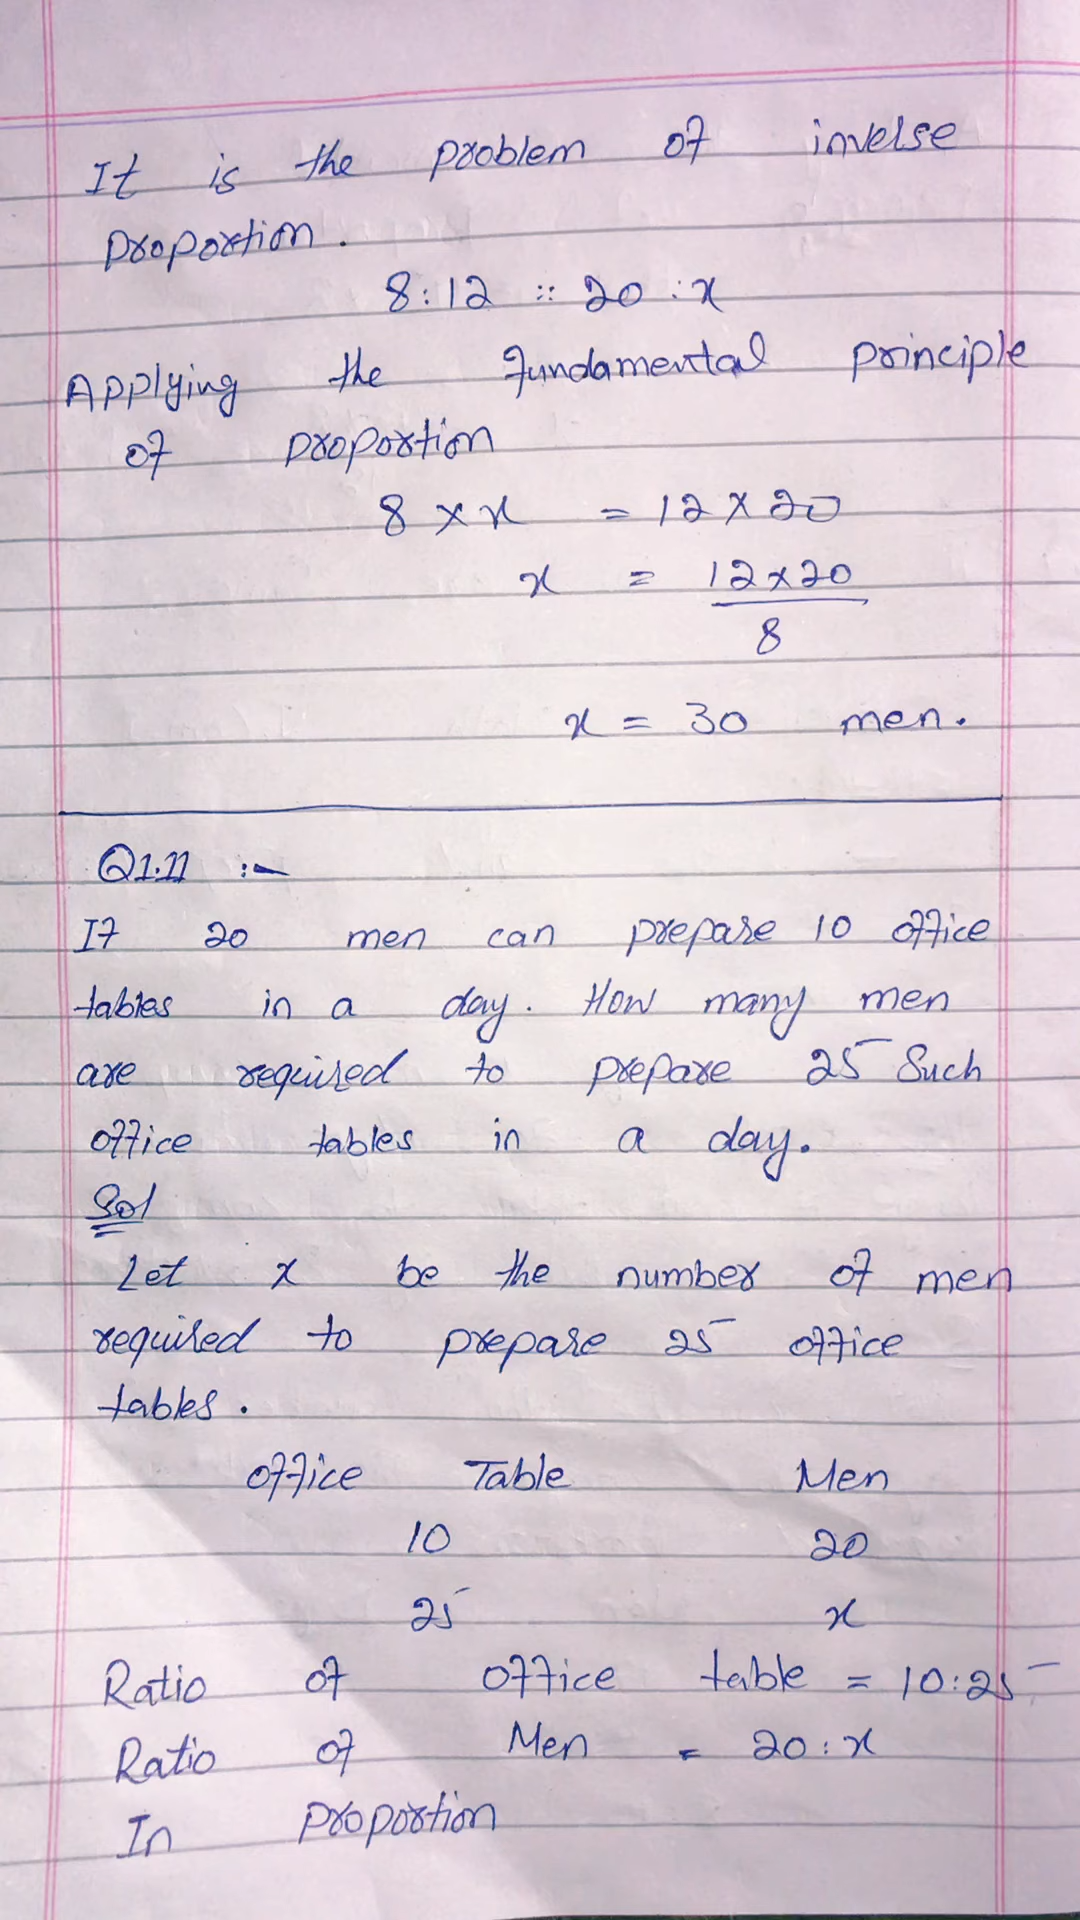 It is the problem of inverse
proportion.
8:12 :: 20 : x
Applying the fundamental principle
of proportion
8 × x = 12 × 20
x = 12×20
8
x = 30 men.
Q1.11 :-
If 20 men can prepare 10 office
tables in a day. How many men
are required to prepare 25 Such
office tables in a day.
Sol
Let x be the number of men
required to prepare 25 office
tables.
office Table Men
10 20
25 x
Ratio of office table = 10:25
Ratio of Men = 20:x
In proportion